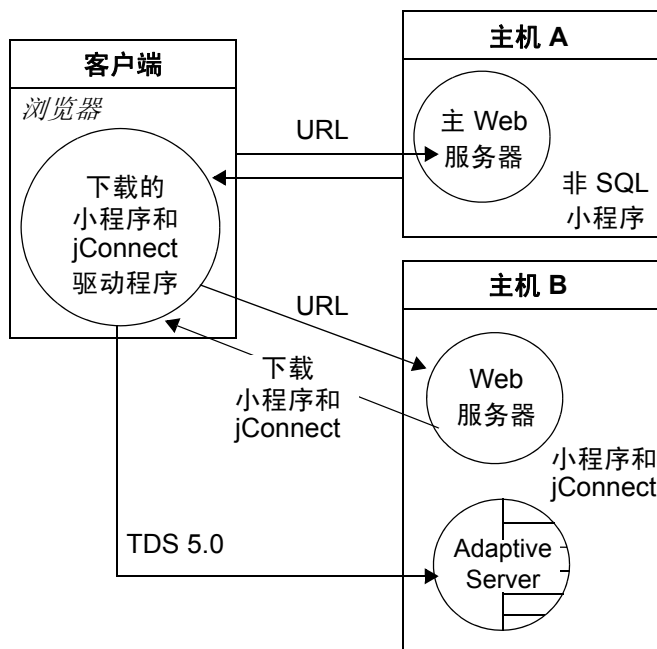 客户端
浏览器
下载的
小程序和
jConnect
驱动程序
URL
主机 A
主 Web
服务器
非 SQL
小程序
URL
下载
小程序和
jConnect
主机 B
Web
服务器
小程序和
jConnect
TDS 5.0
Adaptive
Server